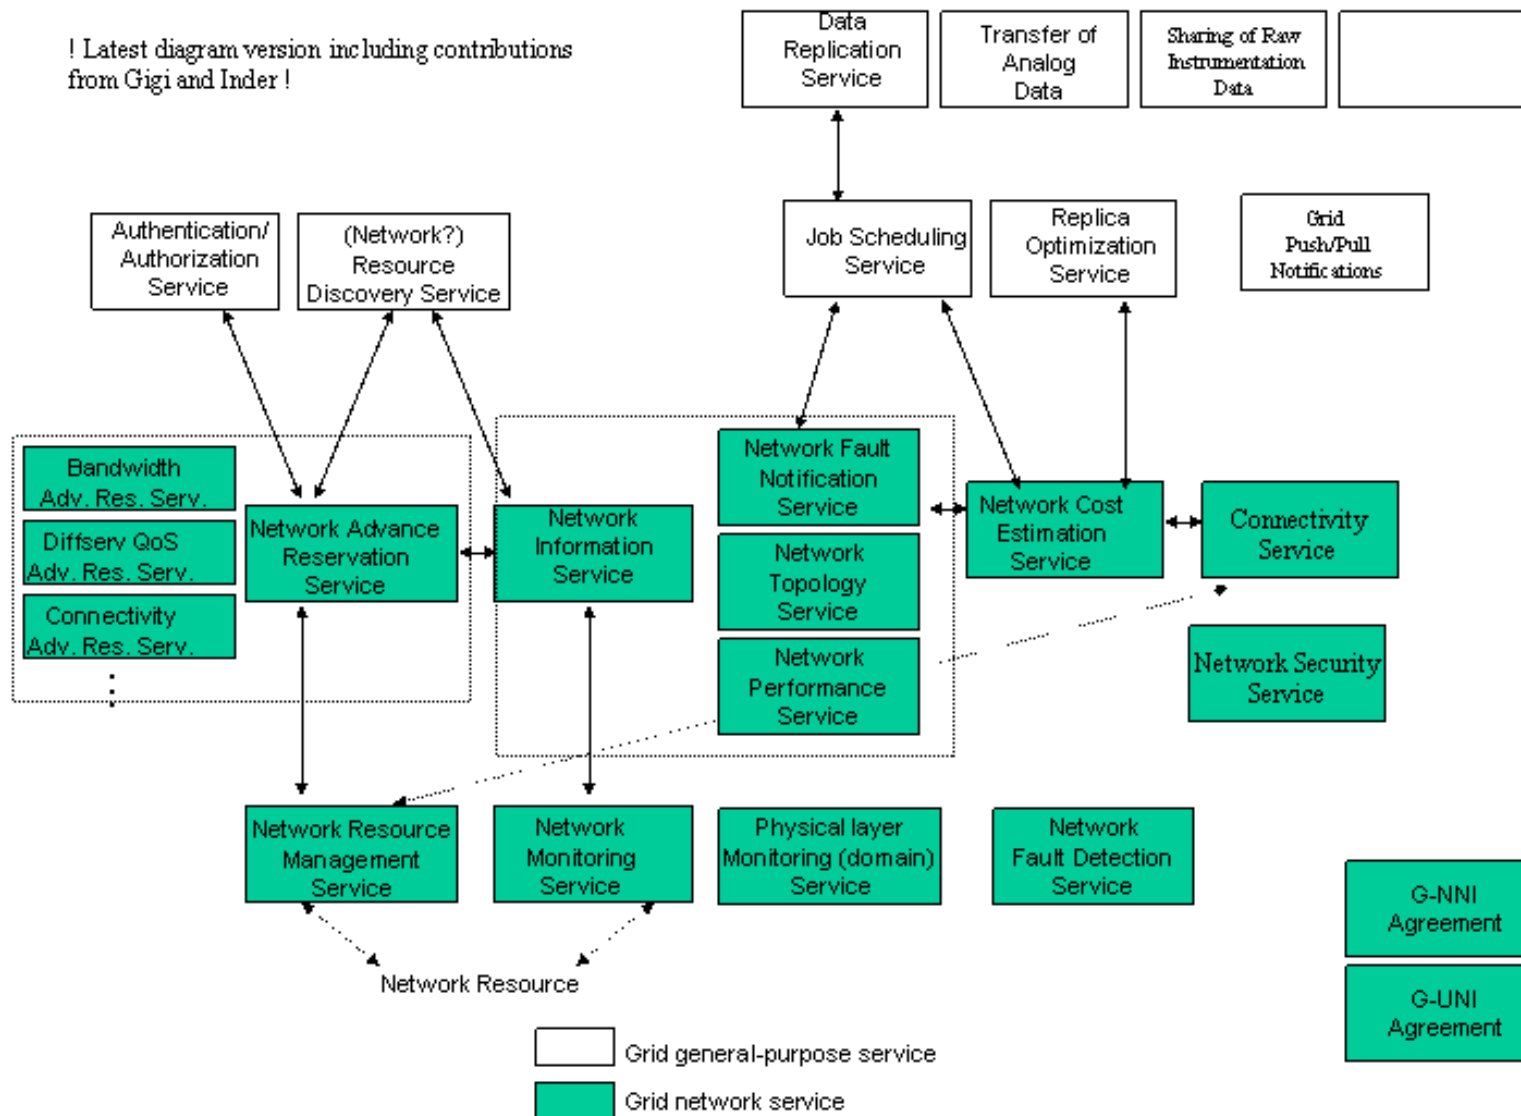 ! Latest diagram version including contributions
from Gigi and Inder !
Data
Replication
Service
Transfer of
Analog
Data
Sharing of Raw
Instrumentation
Data
Authentication/
Authorization
Service
(Network?)
Resource
Discovery Service
Job Scheduling
Service
Replica
Optimization
Service
Grid
Push/Pull
Notifications
Bandwidth
Adv. Res. Serv.
Diffserv QoS
Adv. Res. Serv.
Connectivity
Adv. Res. Serv.
Network Advance
Reservation
Service
Network
Information
Service
Network Fault
Notification
Service
Network
Topology
Service
Network
Performance
Service
Network Cost
Estimation
Service
Connectivity
Service
Network Security
Service
Network Resource
Management
Service
Network
Monitoring
Service
Physical layer
Monitoring (domain)
Service
Network
Fault Detection
Service
G-NNI
Agreement
G-UNI
Agreement
Network Resource
Grid general-purpose service
Grid network service